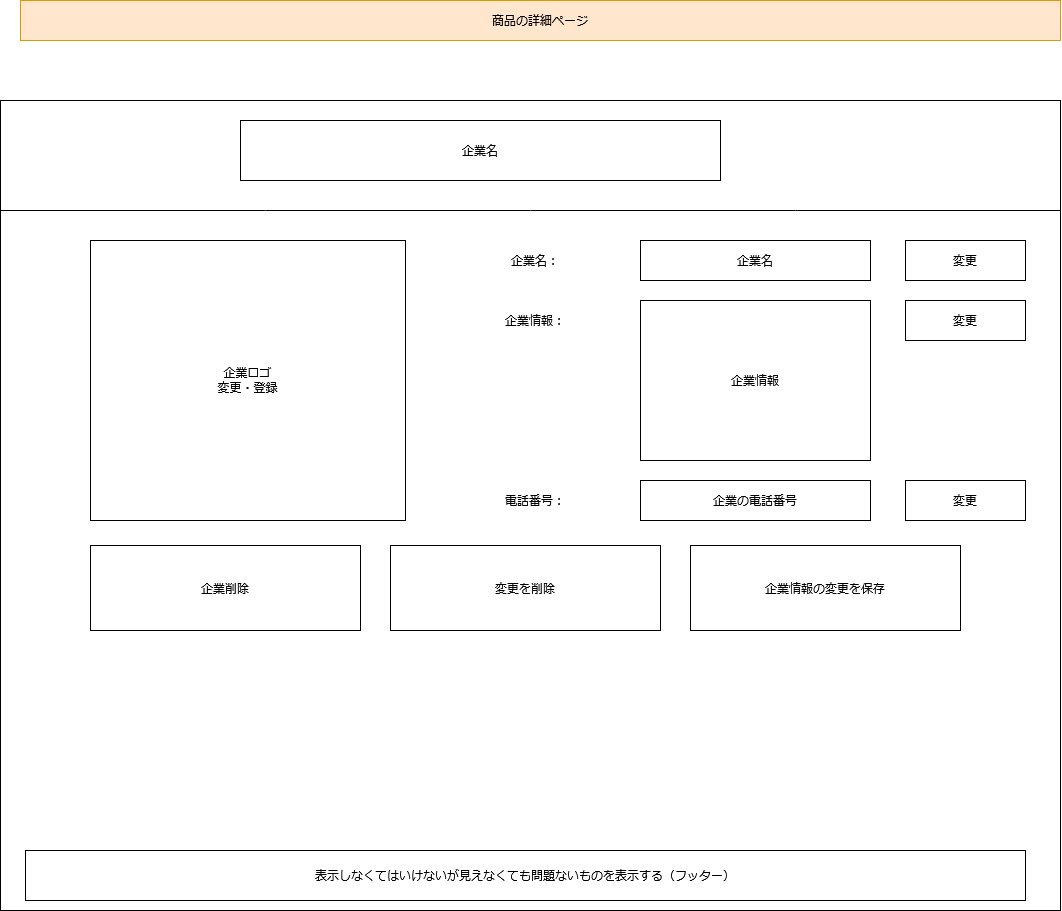 商品の詳細ページ
企業名
企業ロゴ
変更・登録
企業名：
企業名
変更
企業情報：
企業情報
変更
電話番号：
企業の電話番号
変更
企業削除
変更を削除
企業情報の変更を保存
表示しなくてはいけないが見えなくても問題ないものを表示する（フッター）